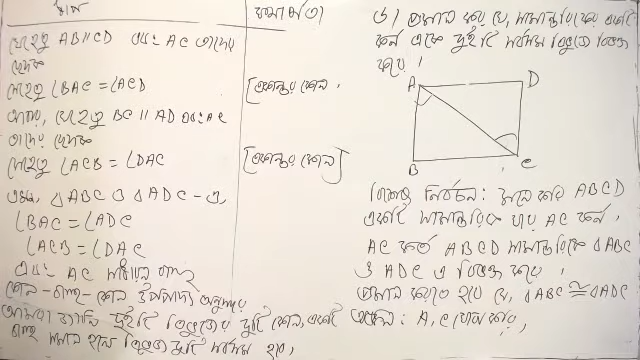 ধাপ
যথার্থতা
যেহেতু AB∥CD এবং AC তাদের
ছেদক
সেহেতু ∠BAC = ∠ACD
[একান্তর কোণ]
আবার, যেহেতু BC ∥ AD এবং AC
তাদের ছেদক
সেহেতু ∠ACB = ∠DAC
[একান্তর কোণ]
এখন, △ABC ও △ADC-এ,
∠BAC = ∠ADC
∠ACB = ∠DAC
এবং AC সাধারণ বাহু
কোণ-বাহু-কোণ উপপাদ্য অনুসারে
আমরা জানি দুইটি ত্রিভুজের দুটি কোণ, একটি
বাহু সমান হলে ত্রিভুজ দুটি সর্বসম হয়,
৬। প্রমাণ কর যে, সামান্তরিকের একটি
কর্ণ একে দুইটি সর্বসম ত্রিভুজে বিভক্ত
করে।
A
D
B
C
বিশেষ নির্বচন: মনে করি ABCD
একটি সামান্তরিক যার AC কর্ণ,
AC কর্ণ ABCD সামান্তরিককে △ABC
ও ADC এ বিভক্ত করে।
প্রমাণ করতে হবে যে, △ABC ≅ △ADC
অঙ্কন: A, C যোগ করি,